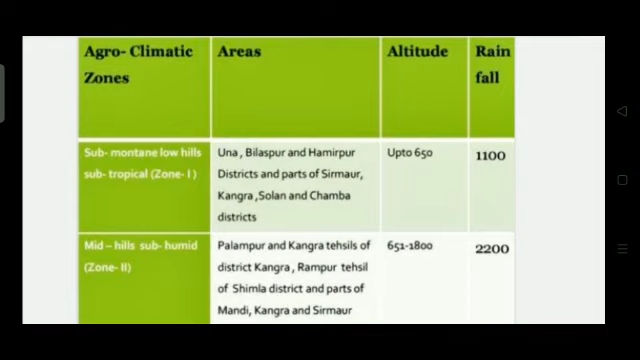 Agro- Climatic Zones
Areas
Altitude
Rain fall
Sub- montane low hills
sub- tropical (Zone- I )
Una , Bilaspur and Hamirpur
Districts and parts of Sirmaur,
Kangra ,Solan and Chamba
districts
Upto 650
1100
Mid – hills sub- humid
(Zone- II)
Palampur and Kangra tehsils of
district Kangra , Rampur tehsil
of Shimla district and parts of
Mandi, Kangra and Sirmaur
651-1800
2200